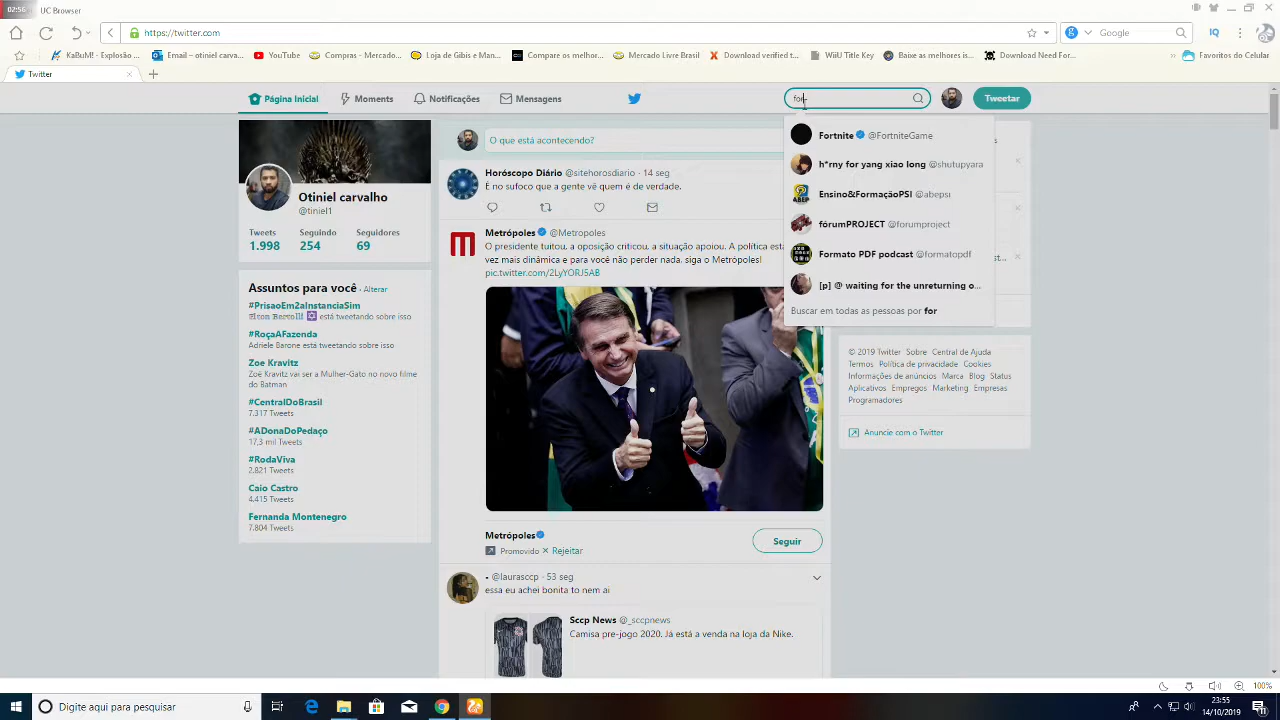 02:56 UC Browser
https://twitter.com
Google
KaBuM! - Explosão ...
Email – otiniel carva...
YouTube
Compras - Mercado...
Loja de Gibis e Man...
Compare os melhor...
Mercado Livre Brasil
Download verified t...
WiiU Title Key
Baixe as melhores is...
Download Need For...
Favoritos do Celular
Twitter
Página Inicial
Moments
Notificações
Mensagens
for
Tweetar
Otiniel carvalho
@tiniel1
Tweets Seguindo Seguidores
1.998 254 69
Assuntos para você · Alterar
#PrisaoEm2aInstanciaSim
está tweetando sobre isso
#RoçaAFazenda
Adriele Barone está tweetando sobre isso
Zoe Kravitz
Zoë Kravitz vai ser a Mulher-Gato no novo filme
do Batman
#CentralDoBrasil
7.317 Tweets
#ADonaDoPedaço
17,3 mil Tweets
#RodaViva
2.821 Tweets
Caio Castro
4.415 Tweets
Fernanda Montenegro
7.804 Tweets
O que está acontecendo?
Horóscopo Diário @sitehorosdiario · 14 seg
É no sufoco que a gente vê quem é de verdade.
Metrópoles @Metropoles
O presidente tuitou, a oposição criticou, a situação apoiou. A política está
vez mais dinâmica e para você não perder nada, siga o Metrópoles!
pic.twitter.com/2LyYORJ5AB
Metrópoles
Promovido × Rejeitar
Seguir
@laurasccp · 53 seg
essa eu achei bonita to nem ai
Sccp News @_sccpnews
Camisa pre-jogo 2020. Já está a venda na loja da Nike.
Fortnite @FortniteGame
h*rny for yang xiao long @shutupyara
Ensino&FormaçãoPSI @abepsi
fórumPROJECT @forumproject
Formato PDF podcast @formatopdf
[p] @ waiting for the unreturning o...
Buscar em todas as pessoas por for
© 2019 Twitter Sobre Central de Ajuda
Termos Política de privacidade Cookies
Informações de anúncios Marca Blog Status
Aplicativos Empregos Marketing Empresas
Programadores
Anuncie com o Twitter
100%
Digite aqui para pesquisar
23:55
14/10/2019